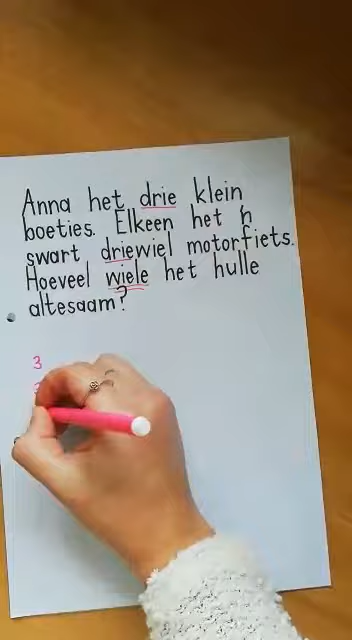 Anna het drie klein
boeties. Elkeen het 'n
swart driewiel motorfiets.
Hoeveel wiele het hulle
altesaam?
3